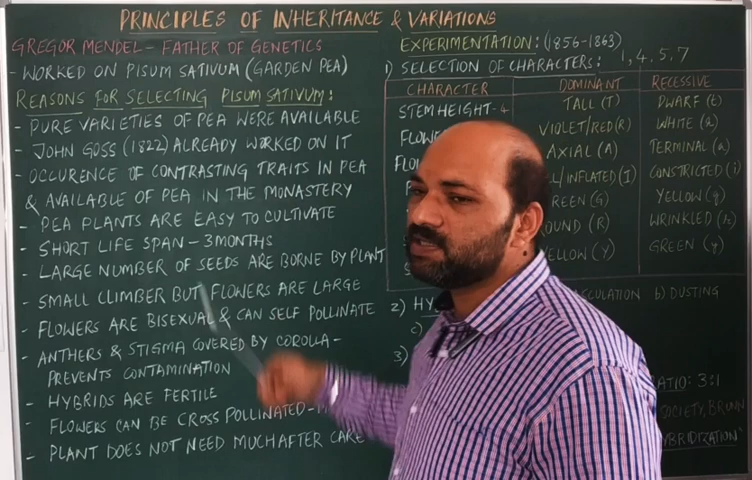 PRINCIPLES OF INHERITANCE & VARIATIONS
GREGOR MENDEL - FATHER OF GENETICS
- WORKED ON PISUM SATIVUM (GARDEN PEA)
REASONS FOR SELECTING PISUM SATIVUM:
- PURE VARIETIES OF PEA WERE AVAILABLE
- JOHN GOSS (1822) ALREADY WORKED ON IT
- OCCURENCE OF CONTRASTING TRAITS IN PEA
& AVAILABLE OF PEA IN THE MONASTERY
- PEA PLANTS ARE EASY TO CULTIVATE
- SHORT LIFE SPAN - 3 MONTHS
- LARGE NUMBER OF SEEDS ARE BORNE BY PLANT
- SMALL CLIMBER BUT FLOWERS ARE LARGE
- FLOWERS ARE BISEXUAL & CAN SELF POLLINATE
- ANTHERS & STIGMA COVERED BY COROLLA -
PREVENTS CONTAMINATION
- HYBRIDS ARE FERTILE
- FLOWERS CAN BE CROSS POLLINATED -
- PLANT DOES NOT NEED MUCH AFTER CARE
EXPERIMENTATION: (1856-1863)
1) SELECTION OF CHARACTERS: 1, 4, 5, 7
CHARACTER DOMINANT RECESSIVE
STEM HEIGHT - 4 TALL (T) DWARF (t)
VIOLET/RED (R) WHITE (r)
AXIAL (A) TERMINAL (a)
/INFLATED (I) CONSTRICTED (i)
GREEN (G) YELLOW (g)
ROUND (R) WRINKLED (r)
YELLOW (Y) GREEN (y)
2) b) DUSTING
c)
3) RATIO: 3:1
SOCIETY, BRUNN
HYBRIDIZATION